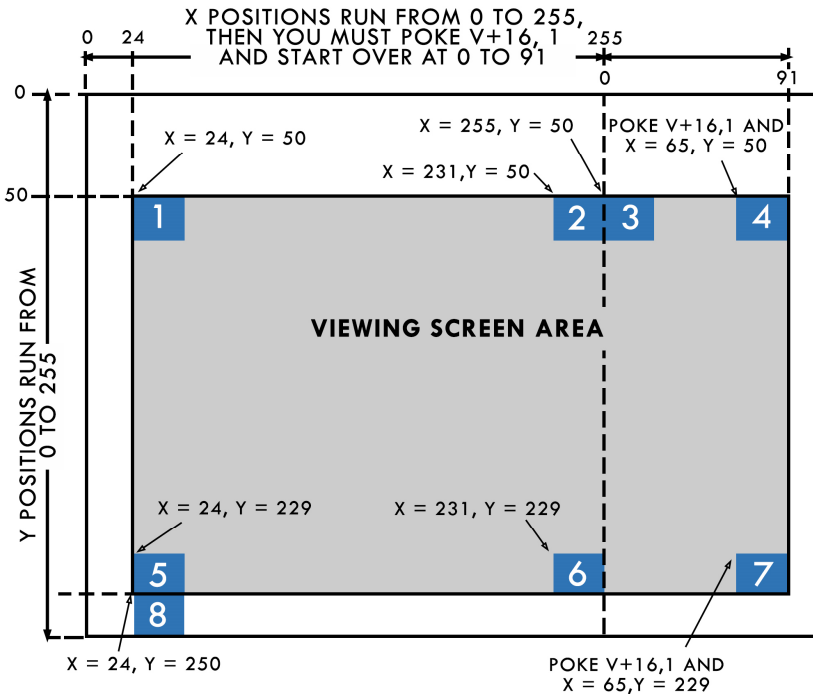 X POSITIONS RUN FROM 0 TO 255,
0 24 THEN YOU MUST POKE V+16, 1 255
AND START OVER AT 0 TO 91
0 91
0
X = 24, Y = 50
X = 255, Y = 50
POKE V+16,1 AND
X = 65, Y = 50
X = 231,Y = 50
50
1 2 3 4
VIEWING SCREEN AREA
Y POSITIONS RUN FROM
0 TO 255
X = 24, Y = 229
X = 231, Y = 229
5 6 7
8
X = 24, Y = 250
POKE V+16,1 AND
X = 65,Y = 229